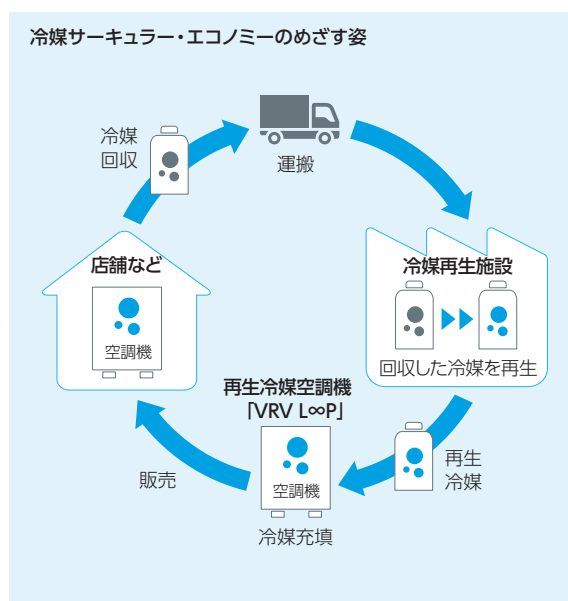 冷媒サーキュラー・エコノミーのめざす姿
冷媒
回収
運搬
店舗など
空調機
冷媒再生施設
回収した冷媒を再生
再生
冷媒
再生冷媒空調機
「VRV L∞P」
空調機
冷媒充填
販売